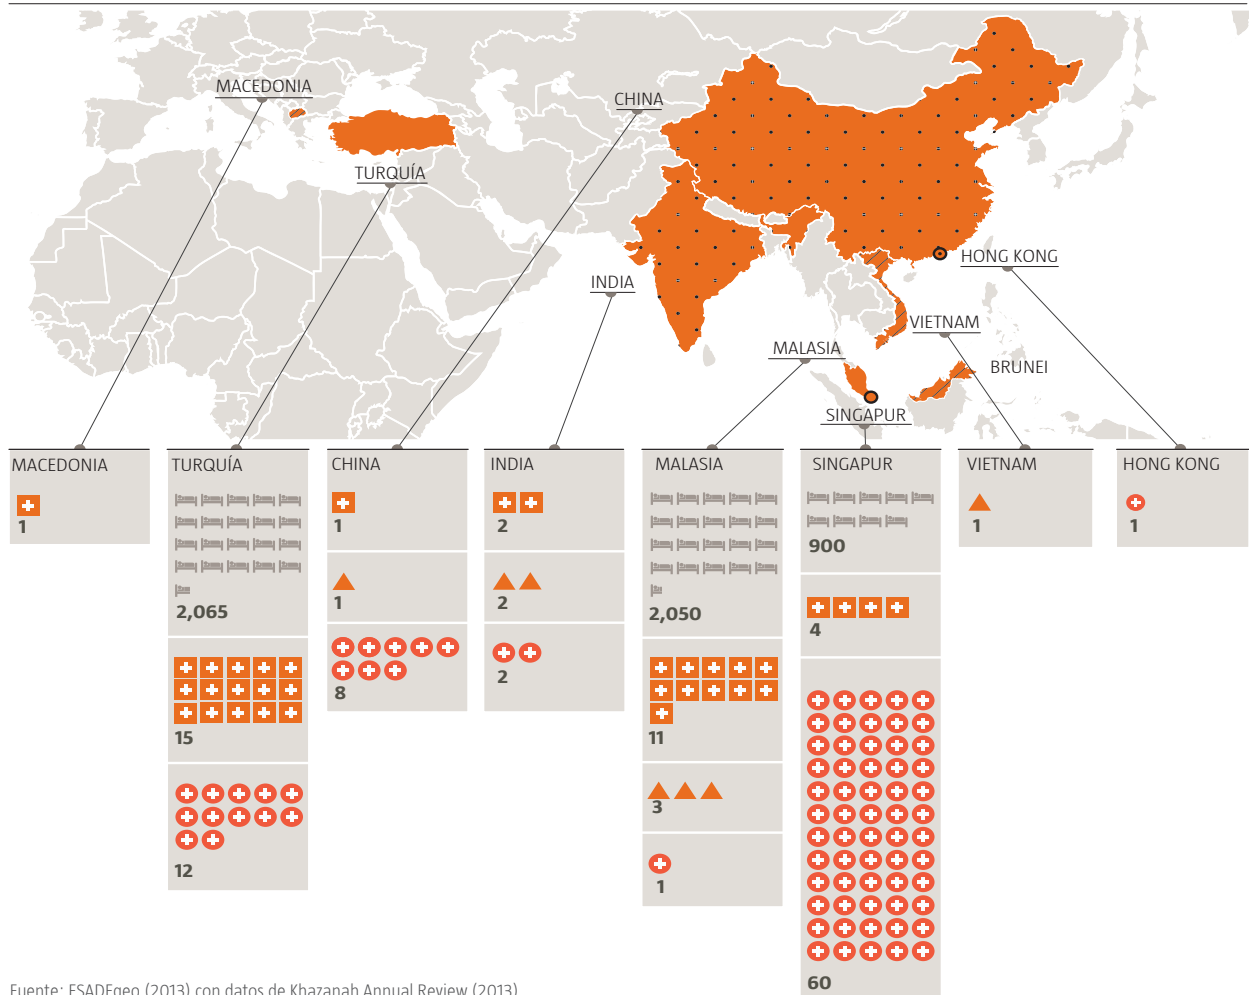 MACEDONIA
CHINA
TURQUÍA
HONG KONG
INDIA
VIETNAM
MALASIA
BRUNEI
SINGAPUR
MACEDONIA
1
TURQUÍA
2,065
15
12
CHINA
1
1
8
INDIA
2
2
2
MALASIA
2,050
11
3
1
SINGAPUR
900
4
60
VIETNAM
1
HONG KONG
1
Fuente: ESADEgeo (2013) con datos de Khazanah Annual Review (2013)